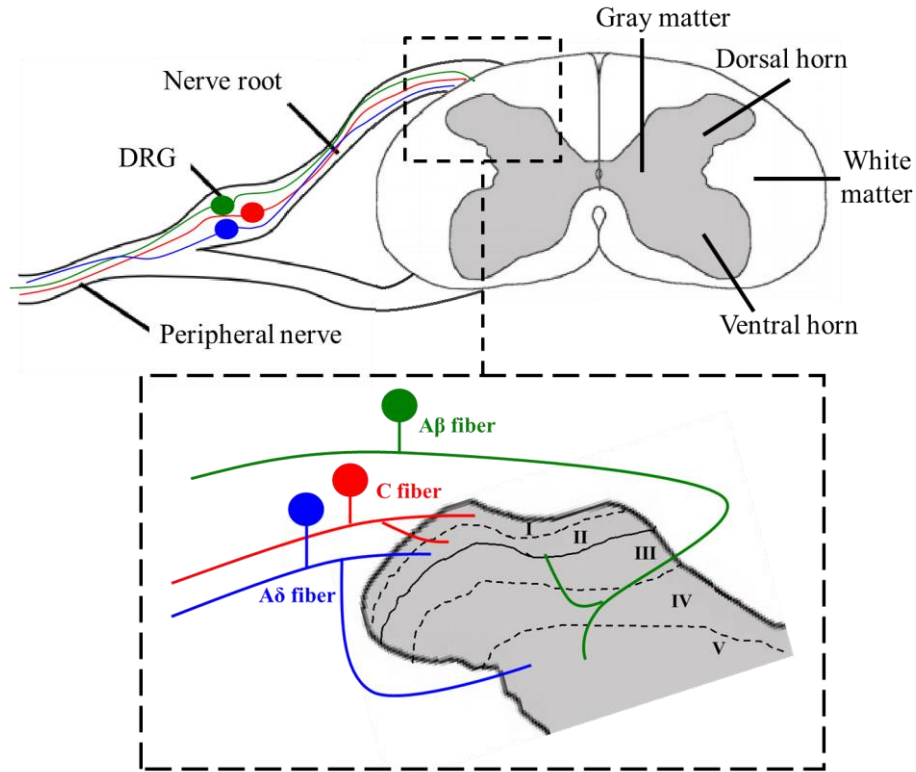 Gray matter
Nerve root
Dorsal horn
DRG
White
matter
Peripheral nerve
Ventral horn
Aβ fiber
C fiber
I
II
III
Aδ fiber
IV
V